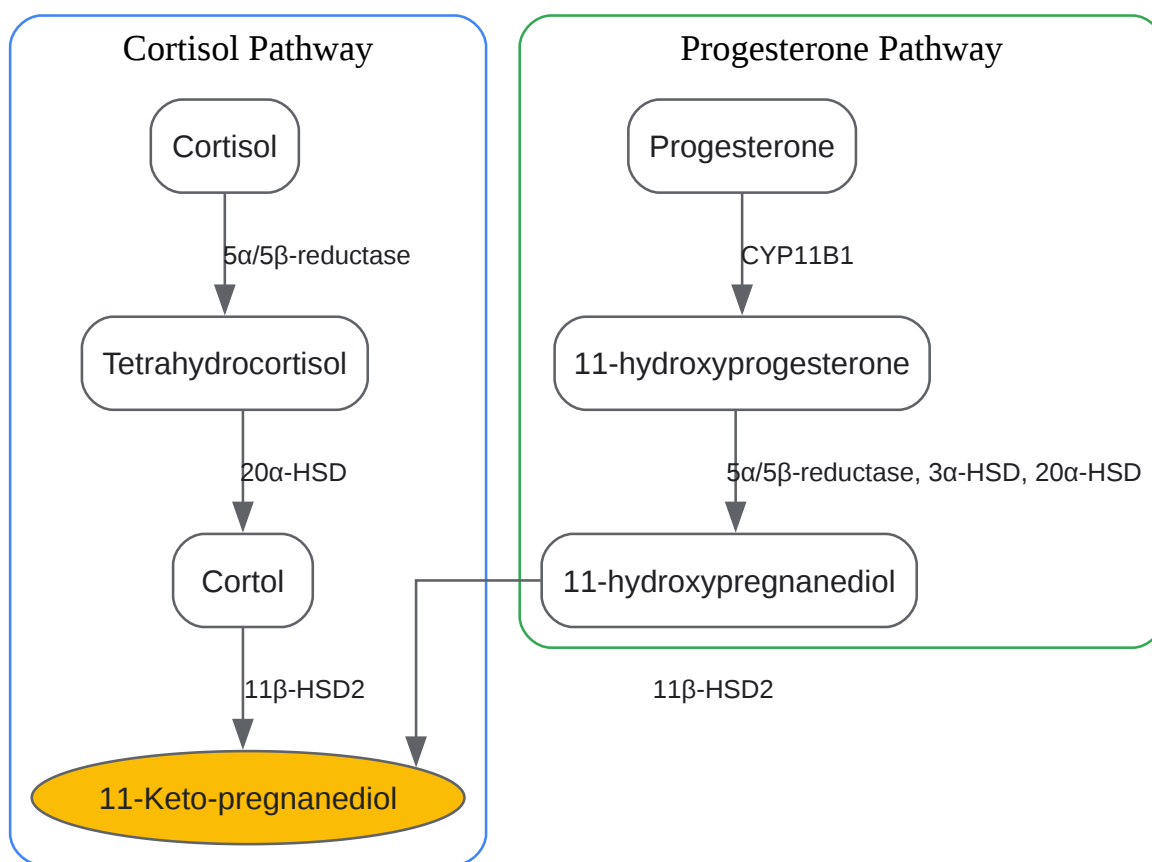 Cortisol Pathway
Cortisol
5α/5β-reductase
Tetrahydrocortisol
20α-HSD
Cortol
11β-HSD2
11-Keto-pregnanediol
Progesterone Pathway
Progesterone
CYP11B1
11-hydroxyprogesterone
5α/5β-reductase, 3α-HSD, 20α-HSD
11-hydroxypregnanediol
11β-HSD2